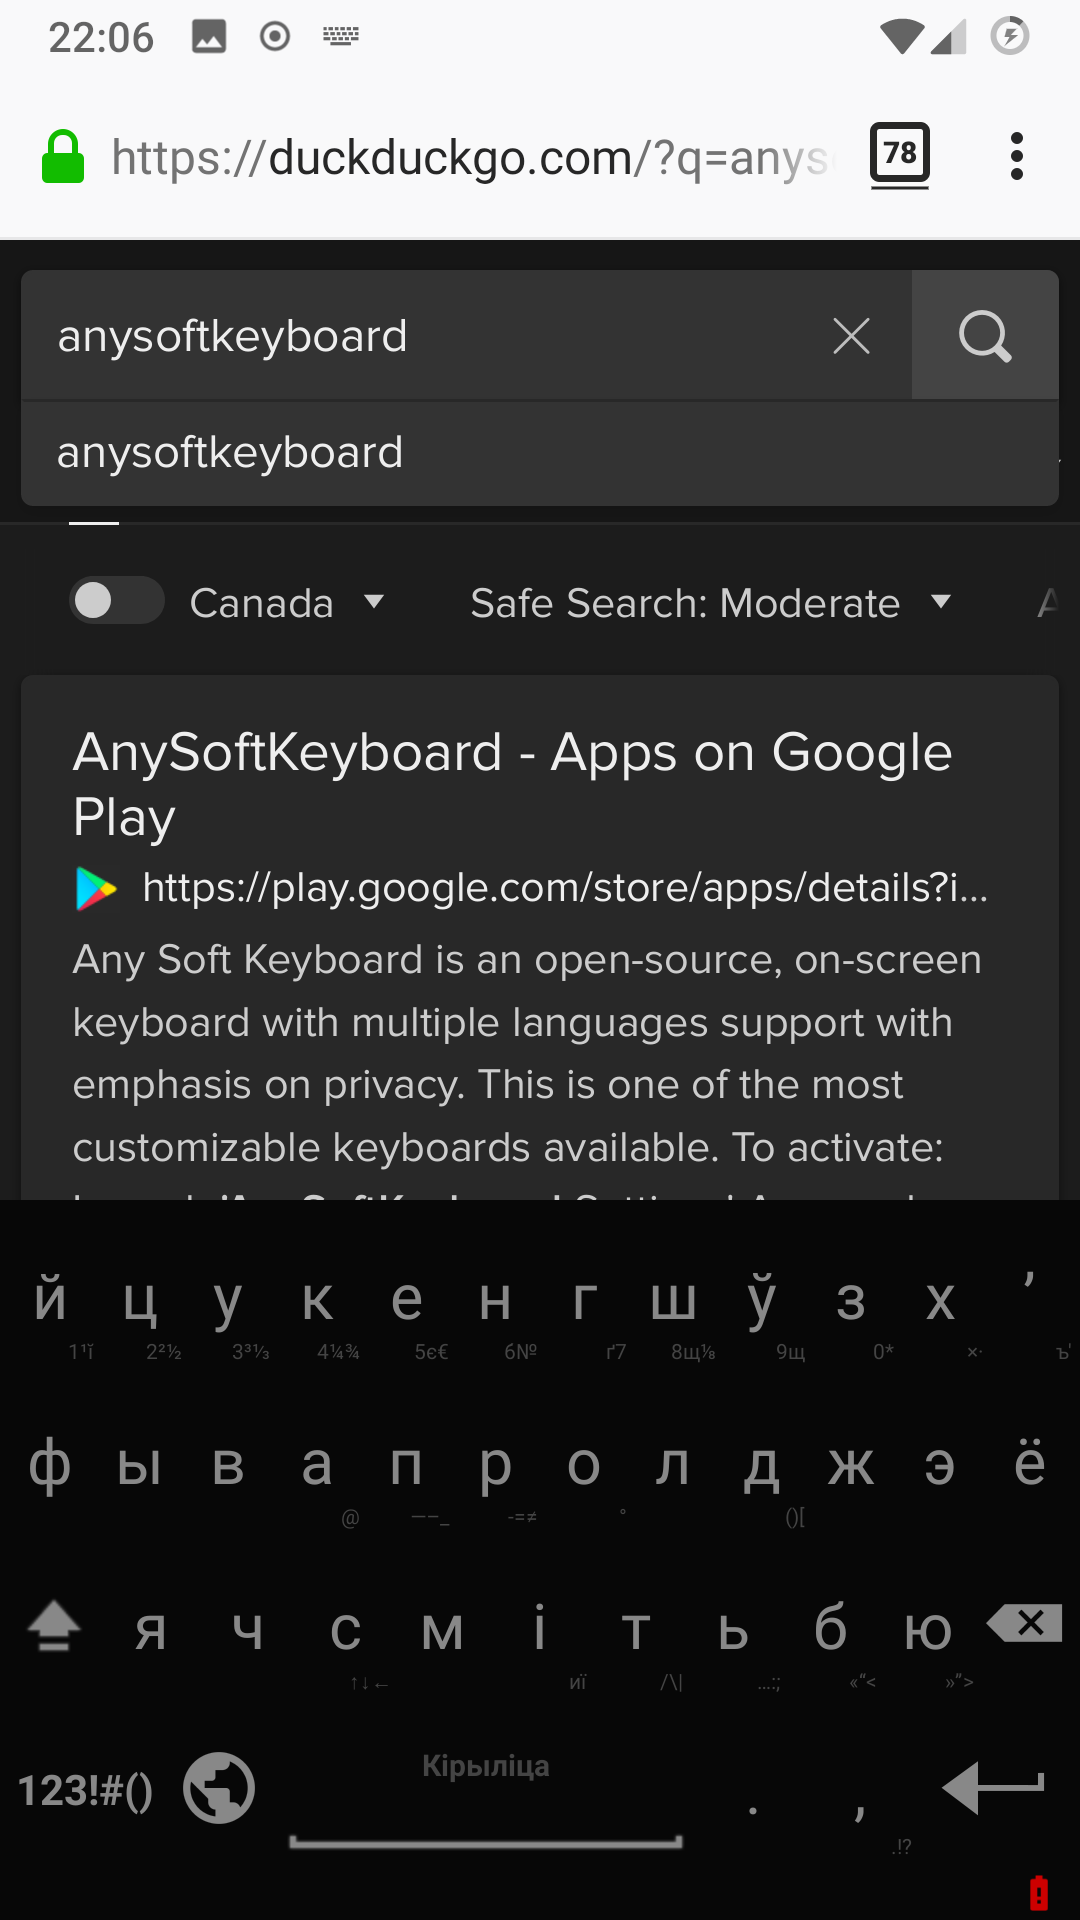 22:06
https://duckduckgo.com/?q=anys
78
anysoftkeyboard
anysoftkeyboard
Canada
Safe Search: Moderate
AnySoftKeyboard - Apps on Google
Play
https://play.google.com/store/apps/details?i...
Any Soft Keyboard is an open-source, on-screen
keyboard with multiple languages support with
emphasis on privacy. This is one of the most
customizable keyboards available. To activate:
й ц у к е н г ш ў з х ’
1¹ї 2²½ 3³⅓ 4¼¾ 5є€ 6№ ґ7 8щ⅛ 9щ 0* ×· ъ'
ф ы в а п р о л д ж э ё
@ —–_ -=≠ ° ()[
я ч с м і т ь б ю
↑↓← иї /\| …:; «“< »”>
Кірыліца
123!#() . ,
.!?